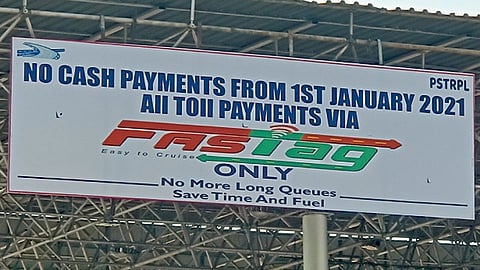 PSTRPL
NO CASH PAYMENTS FROM 1ST JANUARY 2021
All Toll PAYMENTS VIA
FASTag
Easy to Cruise
ONLY
No More Long Queues
Save Time And Fuel